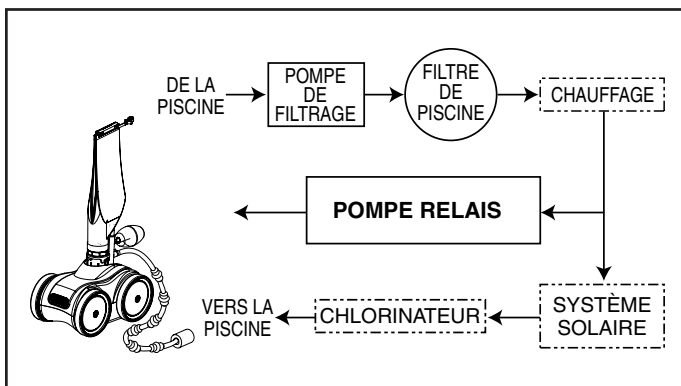 DE LA
PISCINE
POMPE
DE
FILTRAGE
FILTRE
DE
PISCINE
CHAUFFAGE
POMPE RELAIS
VERS LA
PISCINE
CHLORINATEUR
SYSTÈME
SOLAIRE